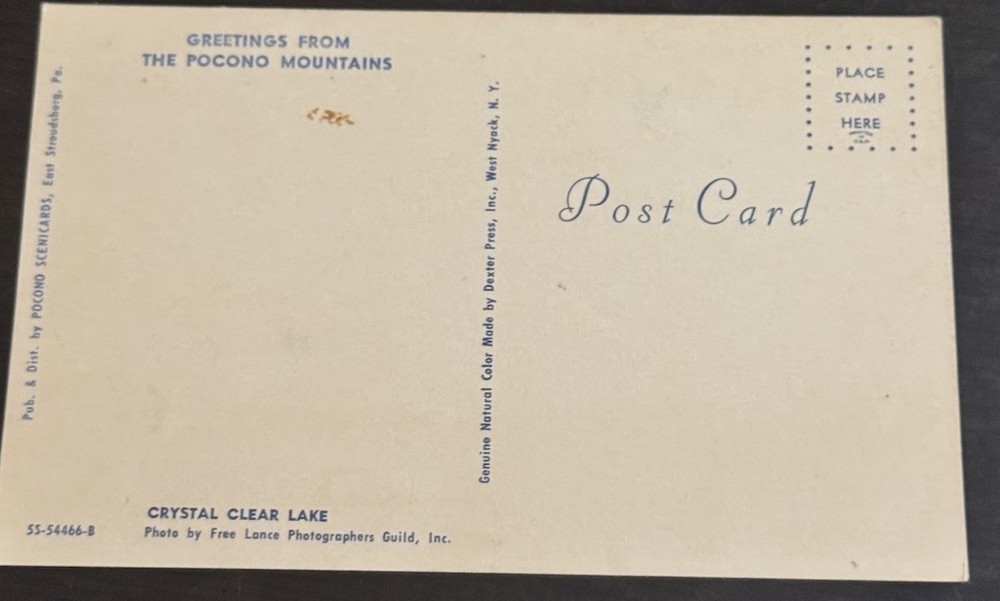 GREETINGS FROM
THE POCONO MOUNTAINS
Pub. & Dist. by POCONO SCENICARDS, East Stroudsburg, Pa.
CRYSTAL CLEAR LAKE
Photo by Free Lance Photographers Guild, Inc.
5S-54466-B
Genuine Natural Color Made by Dexter Press, Inc., West Nyack, N. Y.
PLACE
STAMP
HERE
Post Card